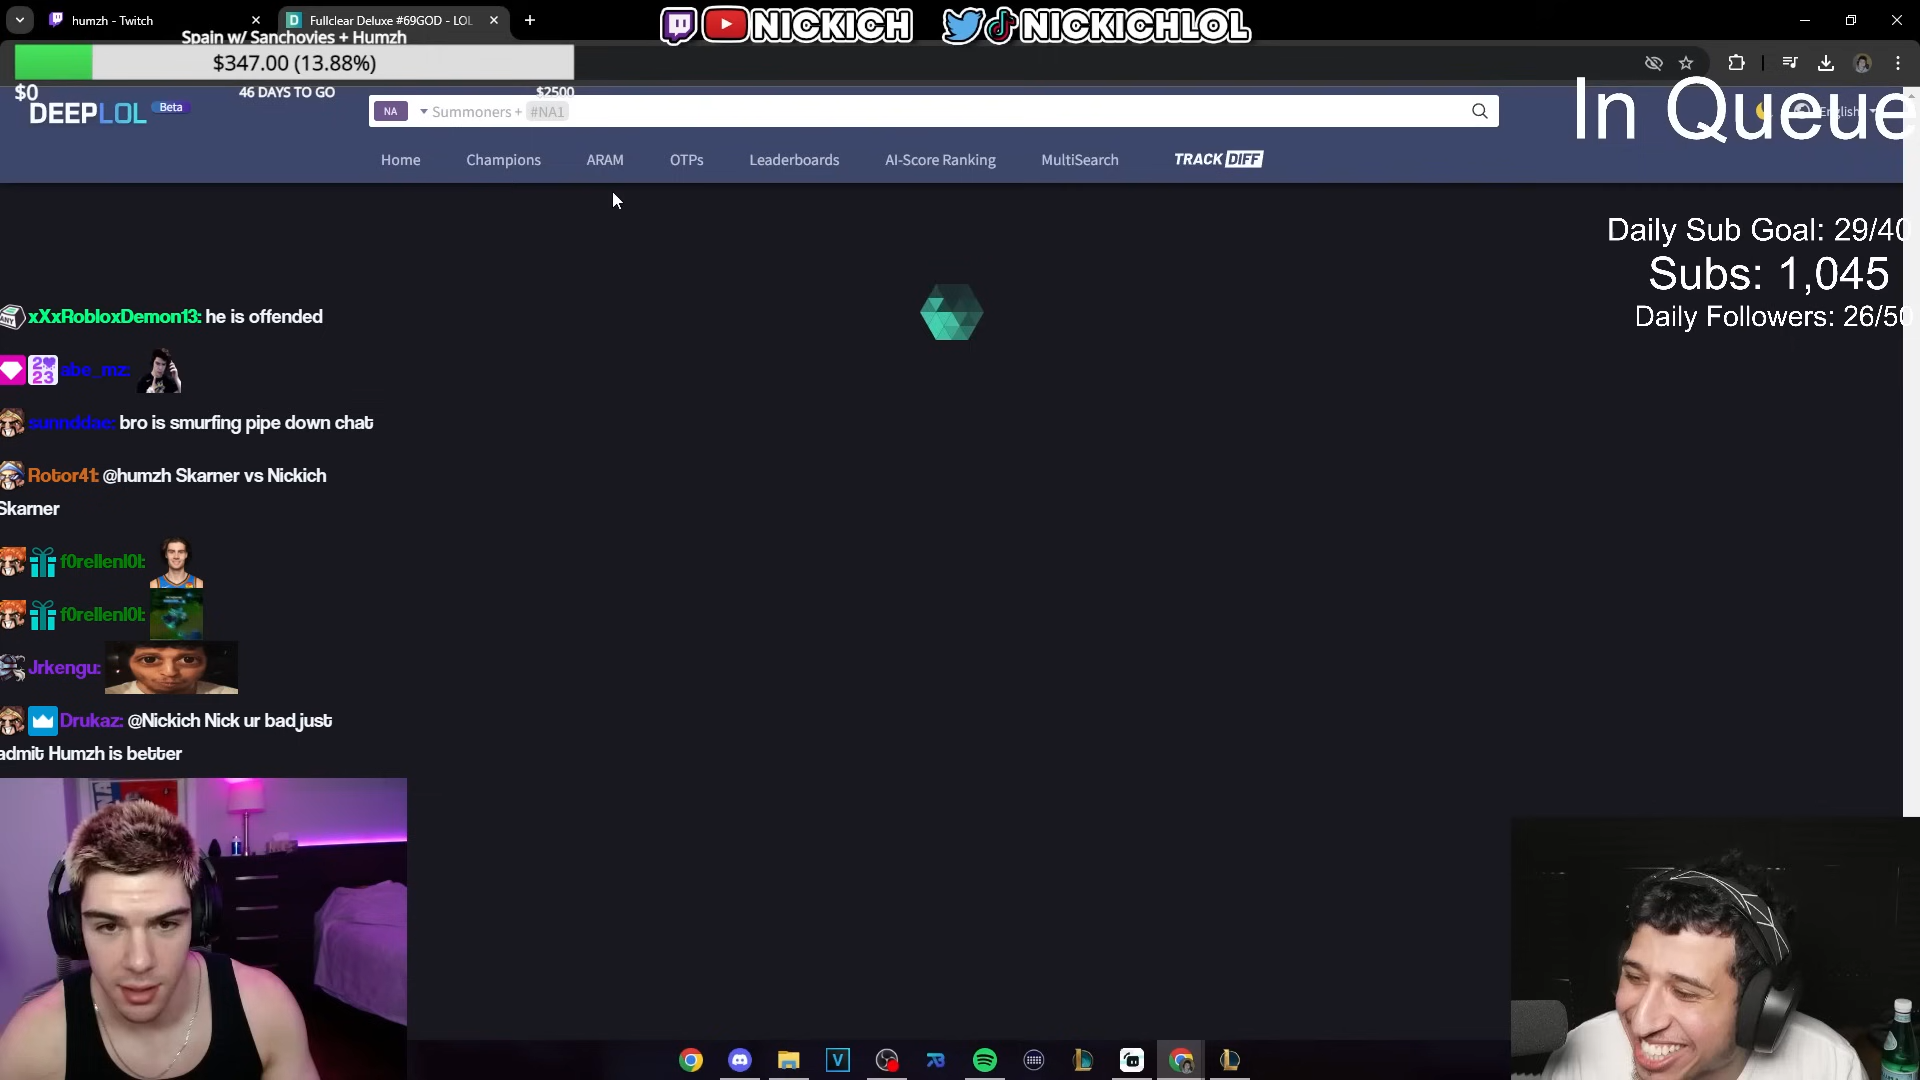 humzh - Twitch
Fullclear Deluxe #69GOD - LOL
NICKICH
NICKICHLOL
Spain w/ Sanchovies + Humzh
$347.00 (13.88%)
$0
46 DAYS TO GO
$2500
DEEPLOL
Beta
NA
Summoners + #NA1
English
In Queue
Home
Champions
ARAM
OTPs
Leaderboards
AI-Score Ranking
MultiSearch
TRACK DIFF
Daily Sub Goal: 29/40
Subs: 1,045
Daily Followers: 26/50
xXxRobloxDemon13: he is offended
abe_mz:
sunnddae: bro is smurfing pipe down chat
Rotor41: @humzh Skarner vs Nickich
Skarner
f0rellenl0l:
f0rellenl0l:
Jrkengu:
Drukaz: @Nickich Nick ur bad just
admit Humzh is better